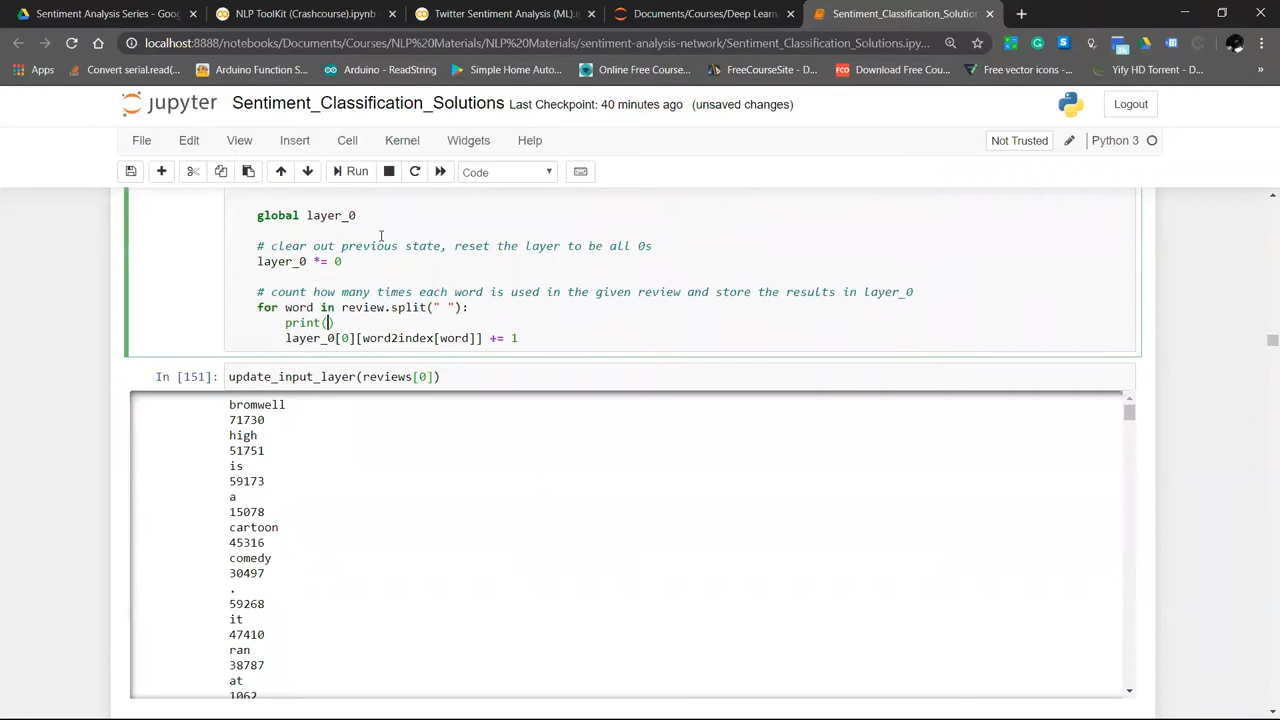 Sentiment Analysis Series - Goog
NLP ToolKit (Crashcourse).ipynb
Twitter Sentiment Analysis (ML).i
Documents/Courses/Deep Learn
Sentiment_Classification_Solution
localhost:8888/notebooks/Documents/Courses/NLP%20Materials/NLP%20Materials/sentiment-analysis-network/Sentiment_Classification_Solutions.ipy...
Apps
Convert serial.read(...
Arduino Function S...
Arduino - ReadString
Simple Home Auto...
Online Free Course...
FreeCourseSite - D...
FCO Download Free Cou...
Free vector icons -...
Yify HD Torrent - D...
»
jupyter Sentiment_Classification_Solutions Last Checkpoint: 40 minutes ago (unsaved changes)
Logout
File Edit View Insert Cell Kernel Widgets Help
Not Trusted
Python 3
Run
Code
global layer_0
# clear out previous state, reset the layer to be all 0s
layer_0 *= 0
# count how many times each word is used in the given review and store the results in layer_0
for word in review.split(" "):
print()
layer_0[0][word2index[word]] += 1
In [151]: update_input_layer(reviews[0])
bromwell
71730
high
51751
is
59173
a
15078
cartoon
45316
comedy
30497
.
59268
it
47410
ran
38787
at
1062